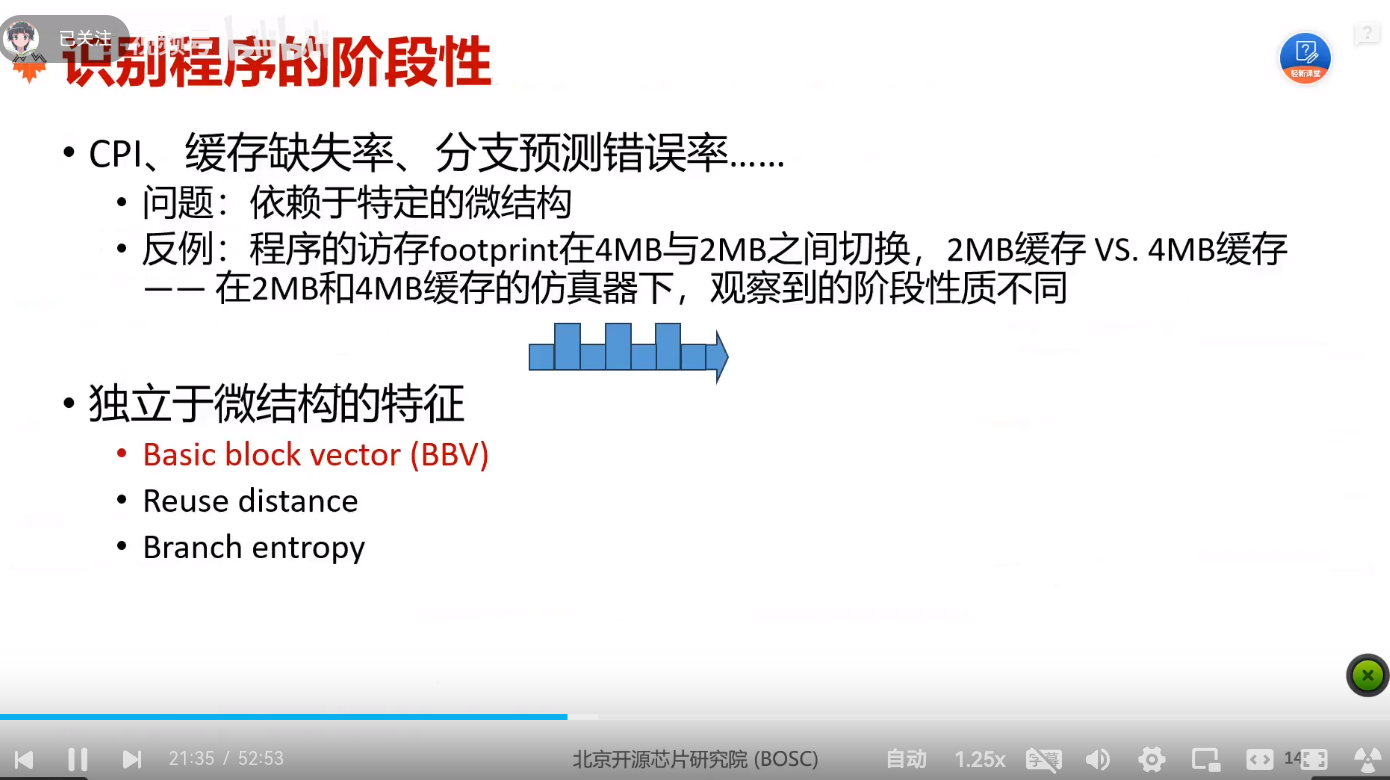 已关注
识别程序的阶段性
轻新课堂
?
• CPI、缓存缺失率、分支预测错误率……
• 问题：依赖于特定的微结构
• 反例：程序的访存footprint在4MB与2MB之间切换，2MB缓存 VS. 4MB缓存
—— 在2MB和4MB缓存的仿真器下，观察到的阶段性质不同
• 独立于微结构的特征
• Basic block vector (BBV)
• Reuse distance
• Branch entropy
21:35 / 52:53
北京开源芯片研究院 (BOSC)
自动
1.25x
字幕
14